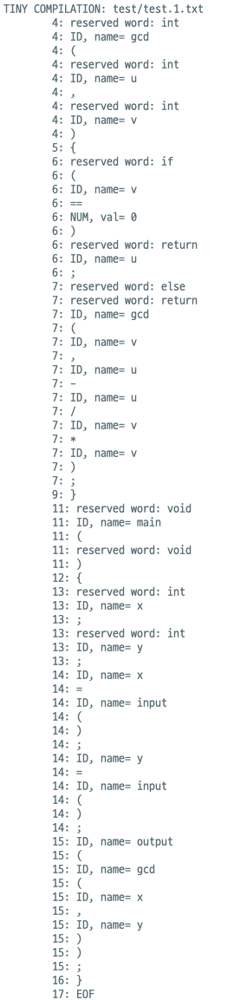 TINY COMPILATION: test/test.1.txt
4: reserved word: int
4: ID, name= gcd
4: (
4: reserved word: int
4: ID, name= u
4: ,
4: reserved word: int
4: ID, name= v
4: )
5: {
6: reserved word: if
6: (
6: ID, name= v
6: ==
6: NUM, val= 0
6: )
6: reserved word: return
6: ID, name= u
6: ;
7: reserved word: else
7: reserved word: return
7: ID, name= gcd
7: (
7: ID, name= v
7: ,
7: ID, name= u
7: -
7: ID, name= u
7: /
7: ID, name= v
7: *
7: ID, name= v
7: )
7: ;
9: }
11: reserved word: void
11: ID, name= main
11: (
11: reserved word: void
11: )
12: {
13: reserved word: int
13: ID, name= x
13: ;
13: reserved word: int
13: ID, name= y
13: ;
14: ID, name= x
14: =
14: ID, name= input
14: (
14: )
14: ;
14: ID, name= y
14: =
14: ID, name= input
14: (
14: )
14: ;
15: ID, name= output
15: (
15: ID, name= gcd
15: (
15: ID, name= x
15: ,
15: ID, name= y
15: )
15: )
15: ;
16: }
17: EOF